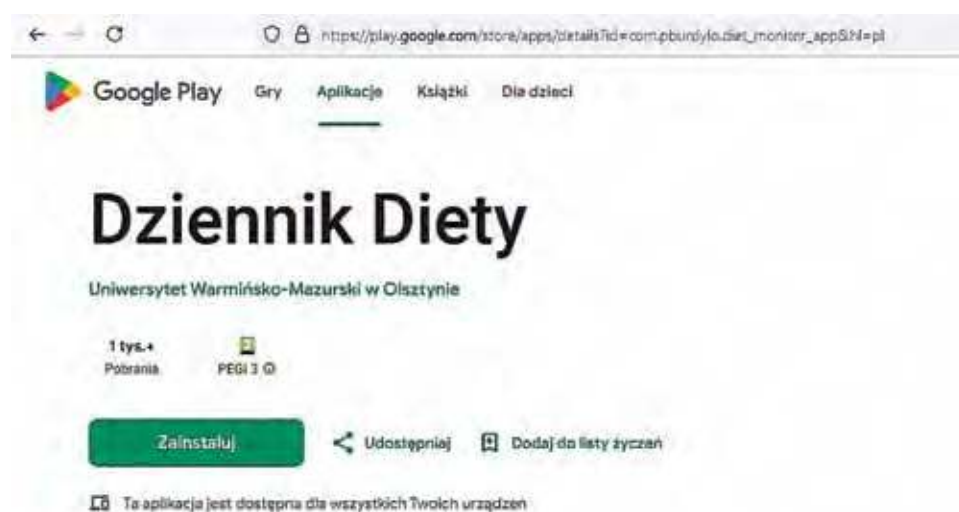 https://play.google.com/store/apps/details?id=com.pburdylo.diet_monitor_app&hl=pl
Google Play Gry Aplikacje Książki Dla dzieci
Dziennik Diety
Uniwersytet Warmińsko-Mazurski w Olsztynie
1 tys.+
Pobrania PEGI 3
Zainstaluj Udostępniaj Dodaj do listy życzeń
Ta aplikacja jest dostępna dla wszystkich Twoich urządzeń